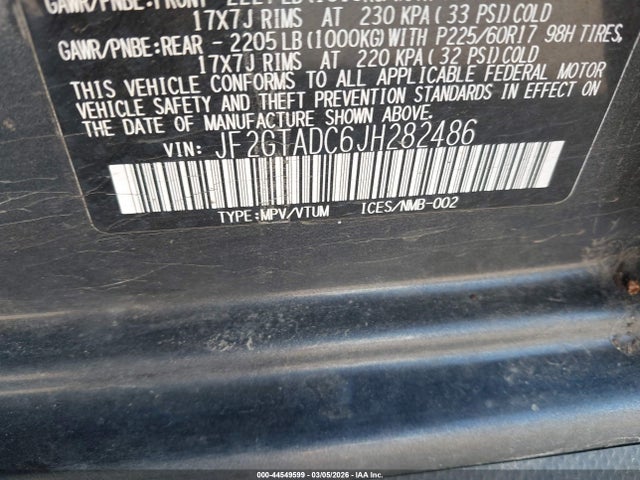 17X7J RIMS AT 230 KPA(33 PSI)COLD
GAWR/PNBE:REAR - 2205LB(1000KG)WITH P225/60R17 98H TIRES,
17X7J RIMS AT 220 KPA(32 PSI)COLD
THIS VEHICLE CONFORMS TO ALL APPLICABLE FEDERAL MOTOR
VEHICLE SAFETY AND THEFT PREVENTION STANDARDS IN EFFECT
ON THE DATE OF MANUFACTURE SHOWN ABOVE.
VIN: JF2GTADC6JH282486
TYPE:MPV/VTUM ICES/NMB-002
000-44549599 | 03/05/2026 | IAA Inc.